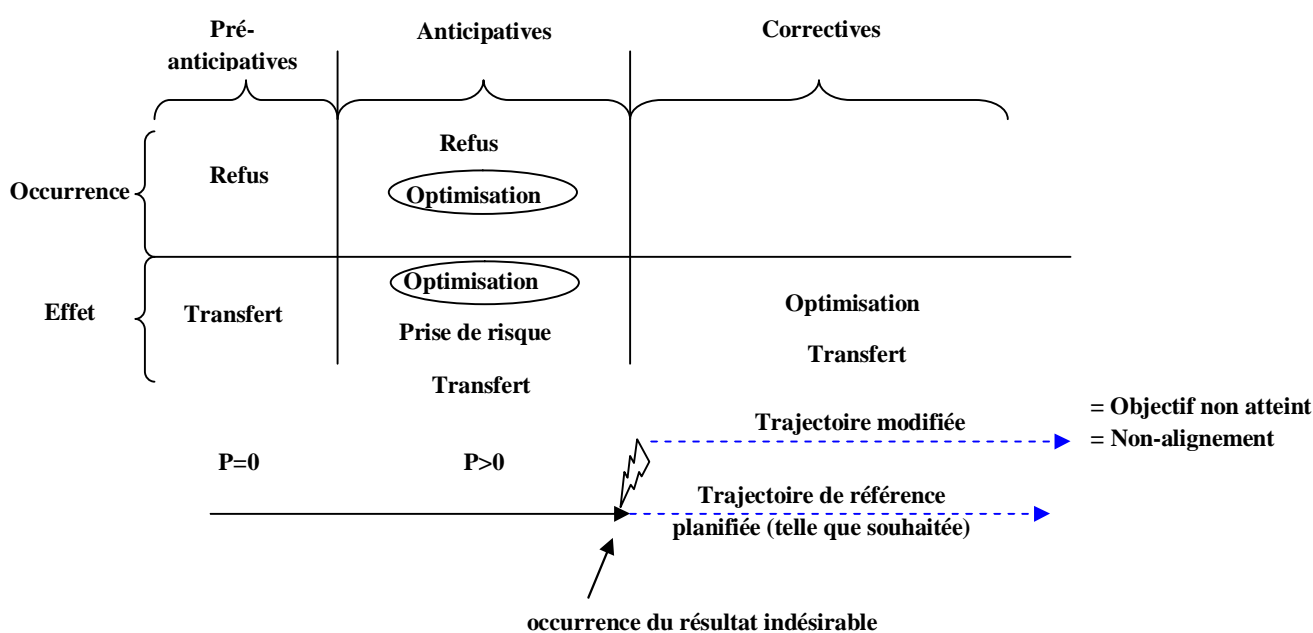 Pré-
anticipatives
Anticipatives
Correctives
Occurrence
Refus
Refus
Optimisation
Effet
Transfert
Optimisation
Prise de risque
Transfert
Optimisation
Transfert
Trajectoire modifiée
= Objectif non atteint
= Non-alignement
P=0
P>0
Trajectoire de référence
planifiée (telle que souhaitée)
occurrence du résultat indésirable